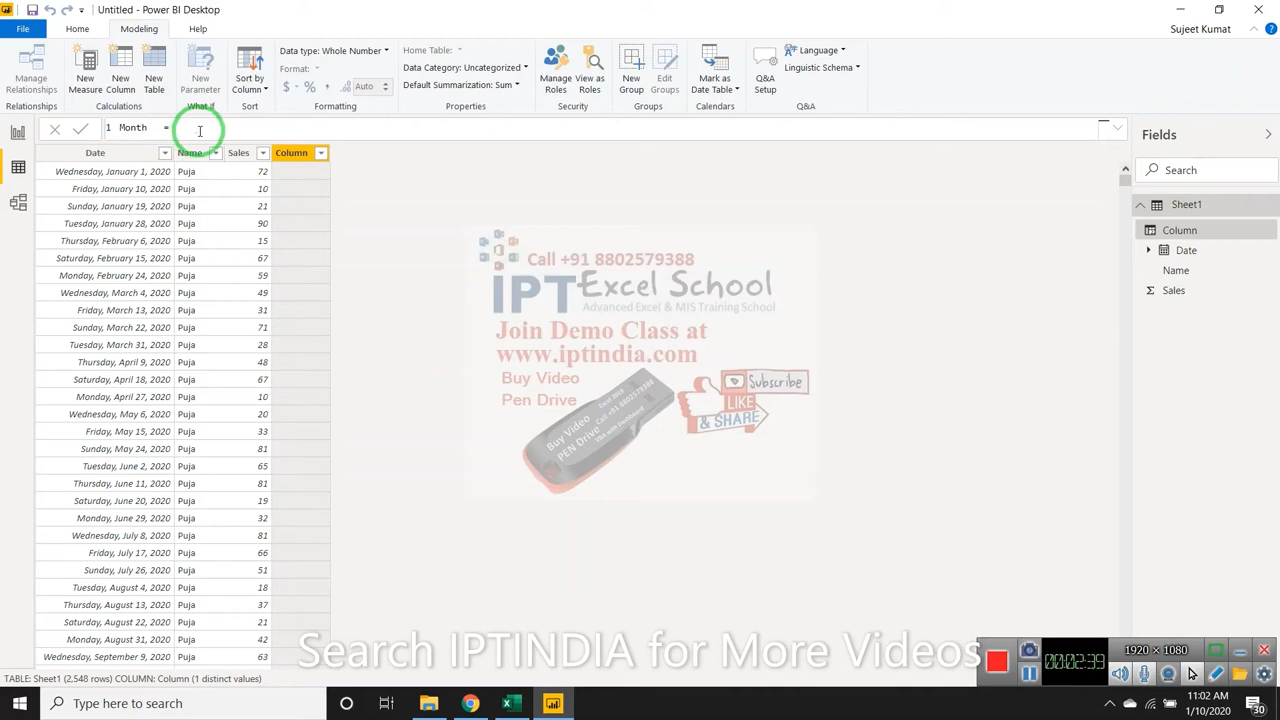 Untitled - Power BI Desktop
File
Home
Modeling
Help
Sujeet Kumat
Manage Relationships
New Measure
New Column
New Table
New Parameter
Sort by Column
Data type: Whole Number
Format:
$ % , Auto
Home Table:
Data Category: Uncategorized
Default Summarization: Sum
Manage Roles
View as Roles
New Group
Edit Groups
Mark as Date Table
Q&A Setup
Language
Linguistic Schema
Relationships
Calculations
What If
Sort
Formatting
Properties
Security
Groups
Calendars
Q&A
1 Month =
Fields
Search
Sheet1
Column
Date
Name
Sales
Date Name Sales Column
Wednesday, January 1, 2020 Puja 72
Friday, January 10, 2020 Puja 10
Sunday, January 19, 2020 Puja 21
Tuesday, January 28, 2020 Puja 90
Thursday, February 6, 2020 Puja 15
Saturday, February 15, 2020 Puja 67
Monday, February 24, 2020 Puja 59
Wednesday, March 4, 2020 Puja 49
Friday, March 13, 2020 Puja 31
Sunday, March 22, 2020 Puja 71
Tuesday, March 31, 2020 Puja 28
Thursday, April 9, 2020 Puja 48
Saturday, April 18, 2020 Puja 67
Monday, April 27, 2020 Puja 10
Wednesday, May 6, 2020 Puja 20
Friday, May 15, 2020 Puja 33
Sunday, May 24, 2020 Puja 81
Tuesday, June 2, 2020 Puja 65
Thursday, June 11, 2020 Puja 81
Saturday, June 20, 2020 Puja 19
Monday, June 29, 2020 Puja 32
Wednesday, July 8, 2020 Puja 81
Friday, July 17, 2020 Puja 66
Sunday, July 26, 2020 Puja 51
Tuesday, August 4, 2020 Puja 18
Thursday, August 13, 2020 Puja 37
Saturday, August 22, 2020 Puja 21
Monday, August 31, 2020 Puja 42
Wednesday, September 9, 2020 Puja 63
Call +91 8802579388
IPT Excel School
Advanced Excel & MIS Training School
Join Demo Class at
www.iptindia.com
Buy Video
Pen Drive
Subscribe
LIKE
& SHARE
Buy Video
PEN Drive
Call +91 8802579388
Search IPTINDIA for More Videos
1920 × 1080
00:02:39
TABLE: Sheet1 (2,548 rows) COLUMN: Column (1 distinct values)
Type here to search
11:02 AM
1/10/2020
30